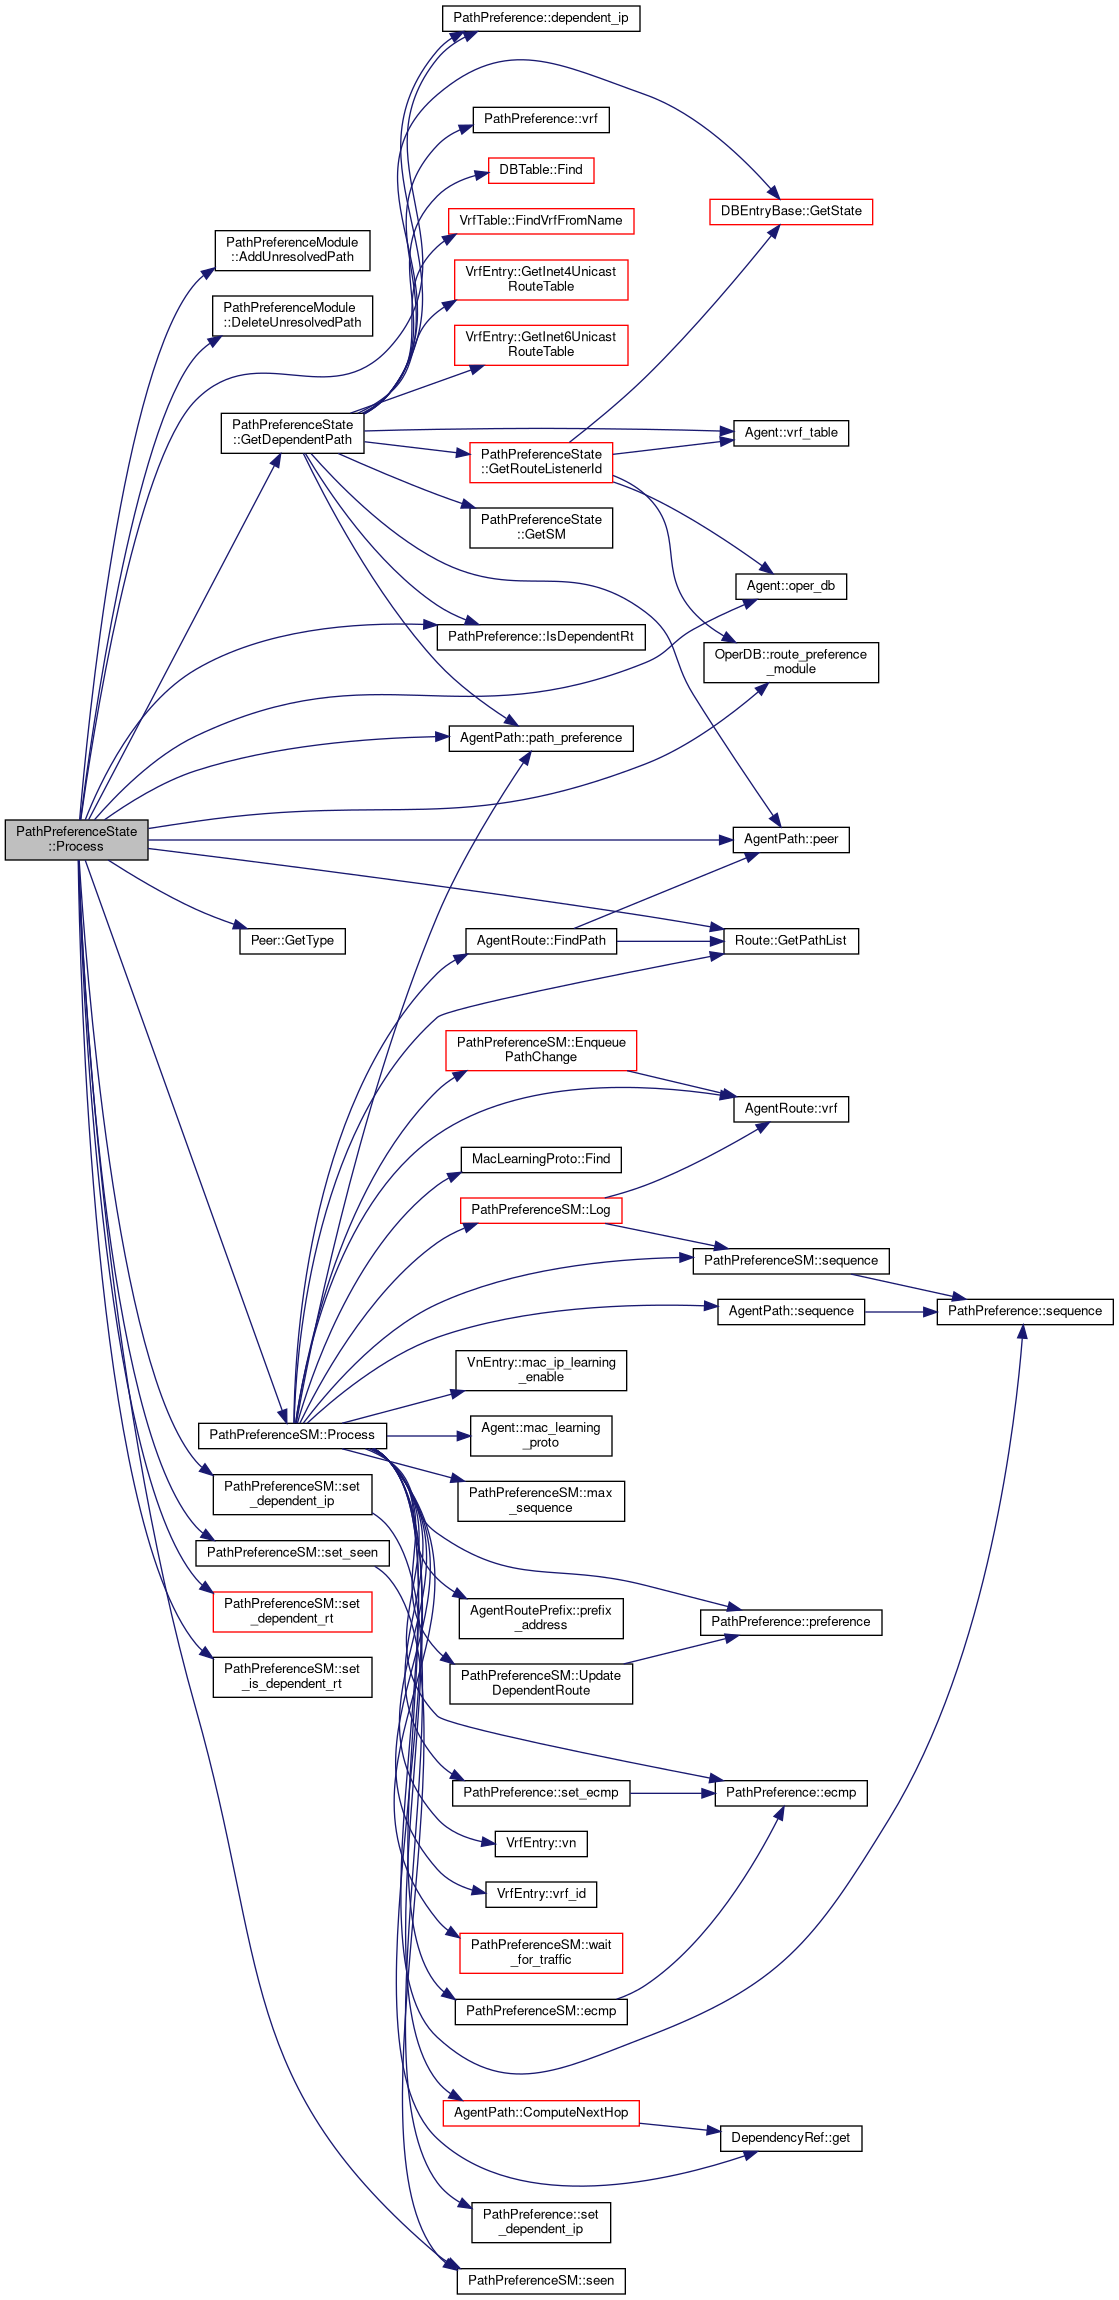 PathPreference::dependent_ip
PathPreference::vrf
DBTable::Find
DBEntryBase::GetState
VrfTable::FindVrfFromName
PathPreferenceModule
::AddUnresolvedPath
VrfEntry::GetInet4Unicast
RouteTable
PathPreferenceModule
::DeleteUnresolvedPath
VrfEntry::GetInet6Unicast
RouteTable
PathPreferenceState
::GetDependentPath
Agent::vrf_table
PathPreferenceState
::GetRouteListenerId
PathPreferenceState
::GetSM
Agent::oper_db
PathPreference::IsDependentRt
OperDB::route_preference
_module
AgentPath::path_preference
PathPreferenceState
::Process
AgentPath::peer
Peer::GetType
AgentRoute::FindPath
Route::GetPathList
PathPreferenceSM::Enqueue
PathChange
AgentRoute::vrf
MacLearningProto::Find
PathPreferenceSM::Log
PathPreferenceSM::sequence
AgentPath::sequence
PathPreference::sequence
VnEntry::mac_ip_learning
_enable
PathPreferenceSM::Process
Agent::mac_learning
_proto
PathPreferenceSM::set
_dependent_ip
PathPreferenceSM::max
_sequence
PathPreferenceSM::set_seen
PathPreferenceSM::set
_dependent_rt
AgentRoutePrefix::prefix
_address
PathPreference::preference
PathPreferenceSM::set
_is_dependent_rt
PathPreferenceSM::Update
DependentRoute
PathPreference::set_ecmp
PathPreference::ecmp
VrfEntry::vn
VrfEntry::vrf_id
PathPreferenceSM::wait
_for_traffic
PathPreferenceSM::ecmp
AgentPath::ComputeNextHop
DependencyRef::get
PathPreference::set
_dependent_ip
PathPreferenceSM::seen